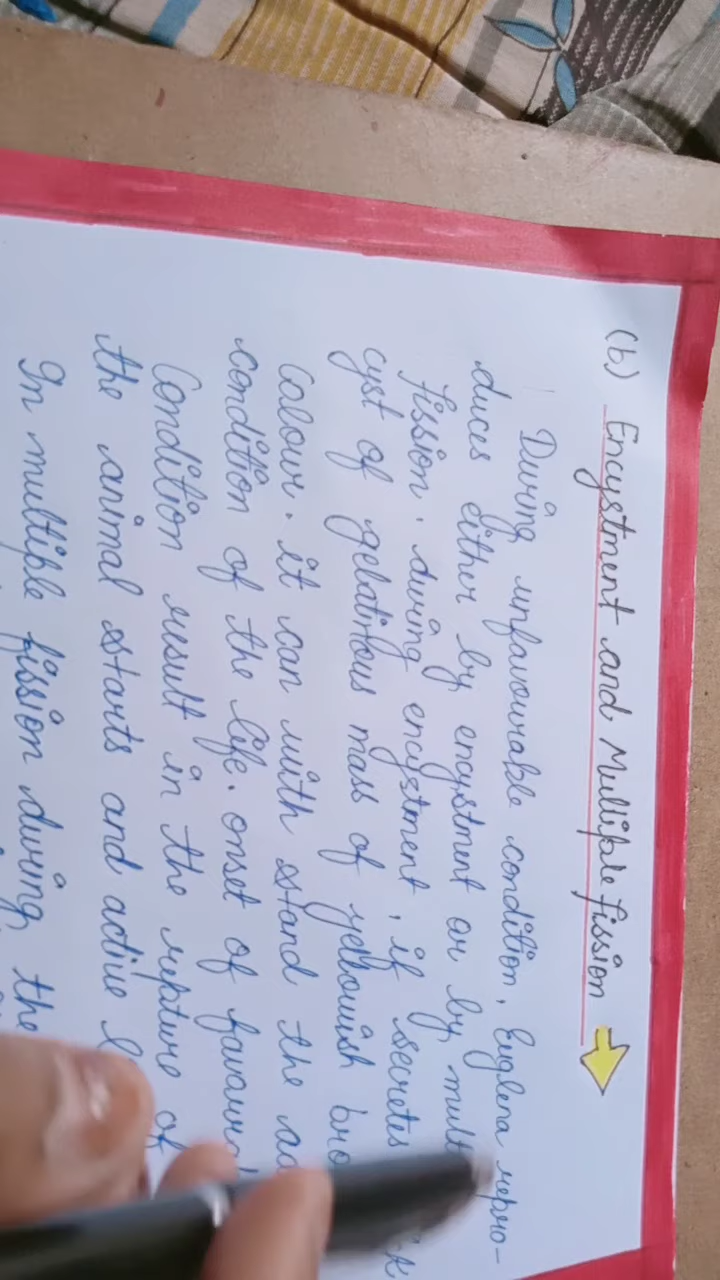 (b) Encystment and Multiple fission
During unfavourable condition, Euglena repro-
duces either by encystment or by mult
fission. during encystment, if secretes
cyst of gelatinous mass of yellowish bro
Colour. it can with stand the
condition of the life. onset of favourabl
Condition result in the rupture of
the animal starts and active
In multiple fission during the